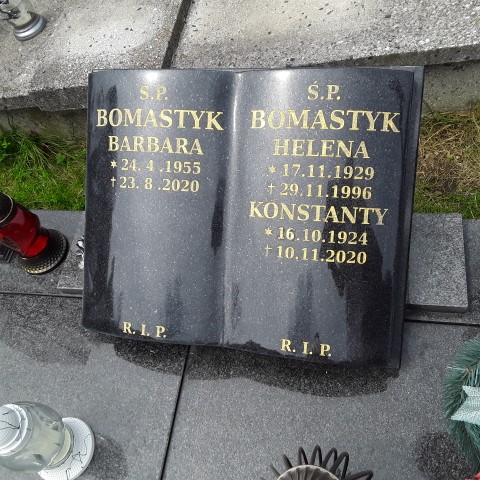 Ś.P.
BOMASTYK
BARBARA
* 24. 4 .1955
† 23. 8 .2020
R. I. P.
Ś.P.
BOMASTYK
HELENA
* 17.11.1929
† 29.11.1996
KONSTANTY
* 16.10.1924
† 10.11.2020
R. I. P.